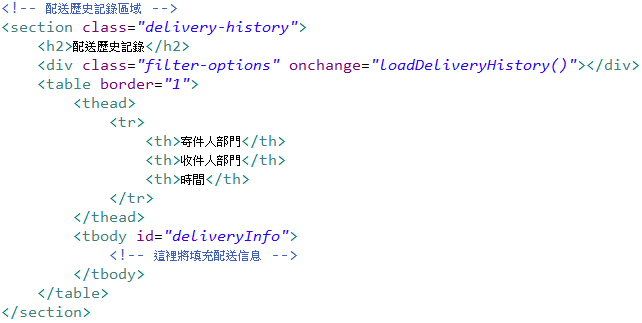 <!-- 配送歷史記錄區域 -->
<section class="delivery-history">
    <h2>配送歷史記錄</h2>
    <div class="filter-options" onchange="loadDeliveryHistory()"></div>
    <table border="1">
        <thead>
            <tr>
                <th>寄件人部門</th>
                <th>收件人部門</th>
                <th>時間</th>
            </tr>
        </thead>
        <tbody id="deliveryInfo">
            <!-- 這裡將填充配送信息 -->
        </tbody>
    </table>
</section>